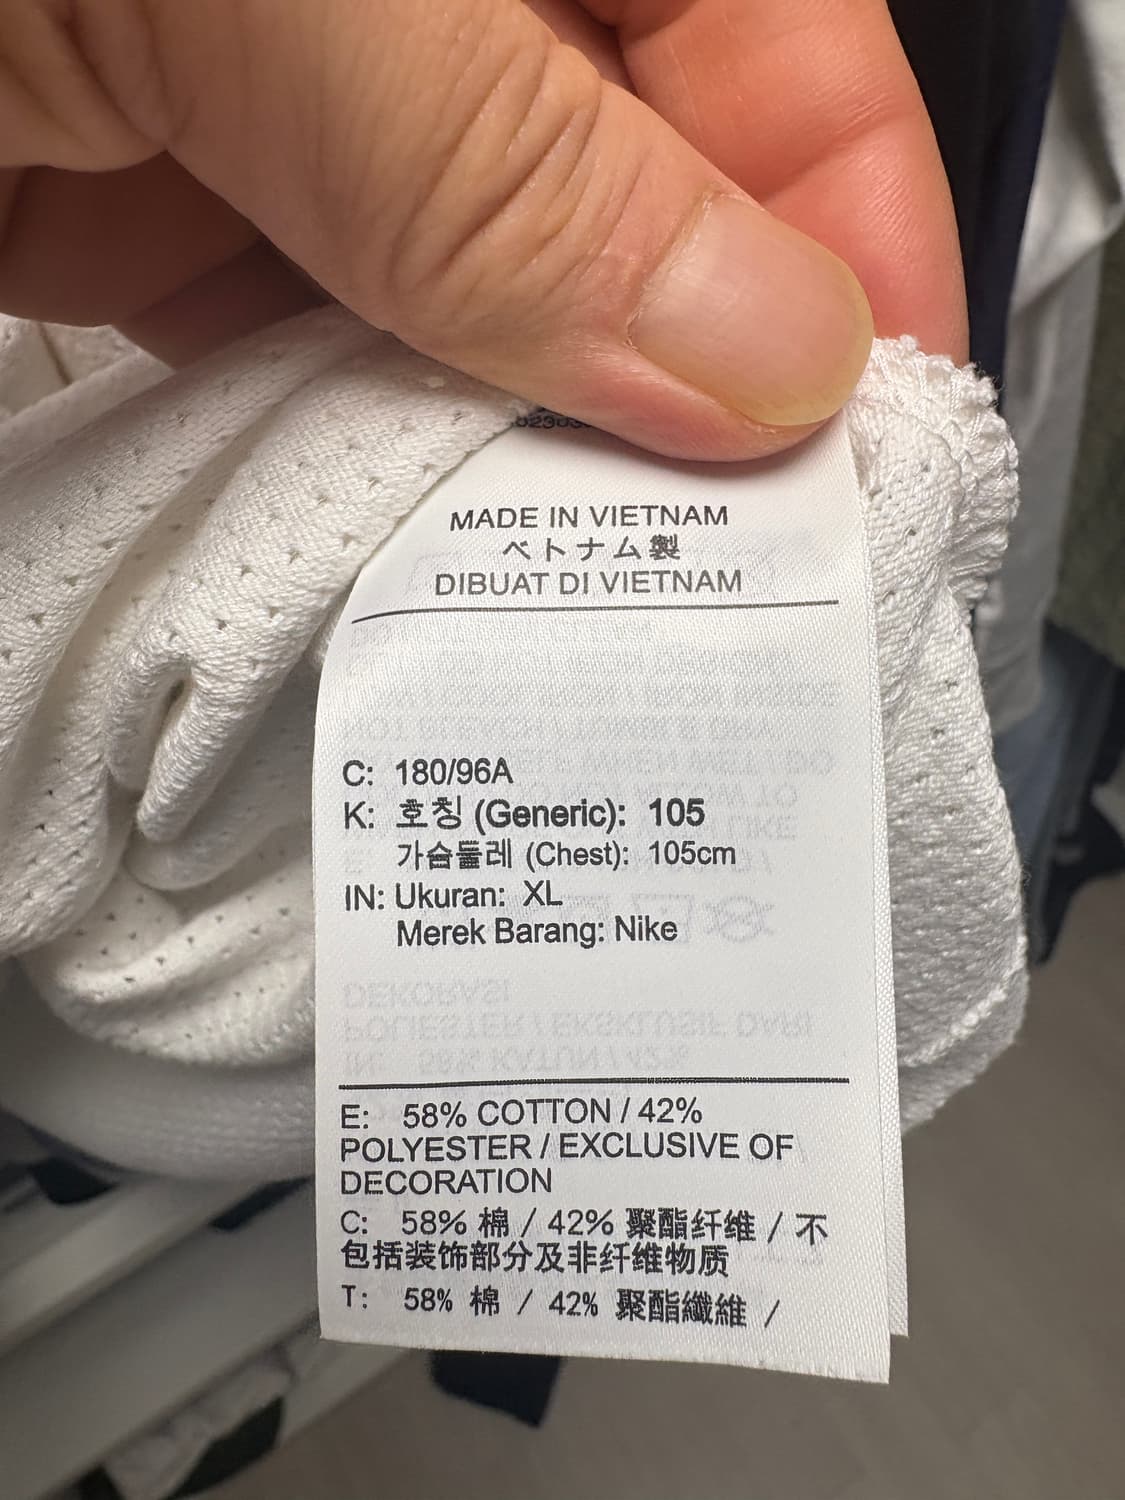 MADE IN VIETNAM
ベトナム製
DIBUAT DI VIETNAM
C: 180/96A
K: 호칭 (Generic): 105
가슴둘레 (Chest): 105cm
IN: Ukuran: XL
Merek Barang: Nike
E: 58% COTTON / 42%
POLYESTER / EXCLUSIVE OF
DECORATION
C: 58% 棉 / 42% 聚酯纤维 / 不
包括装饰部分及非纤维物质
T: 58% 棉 / 42% 聚酯纖維 /